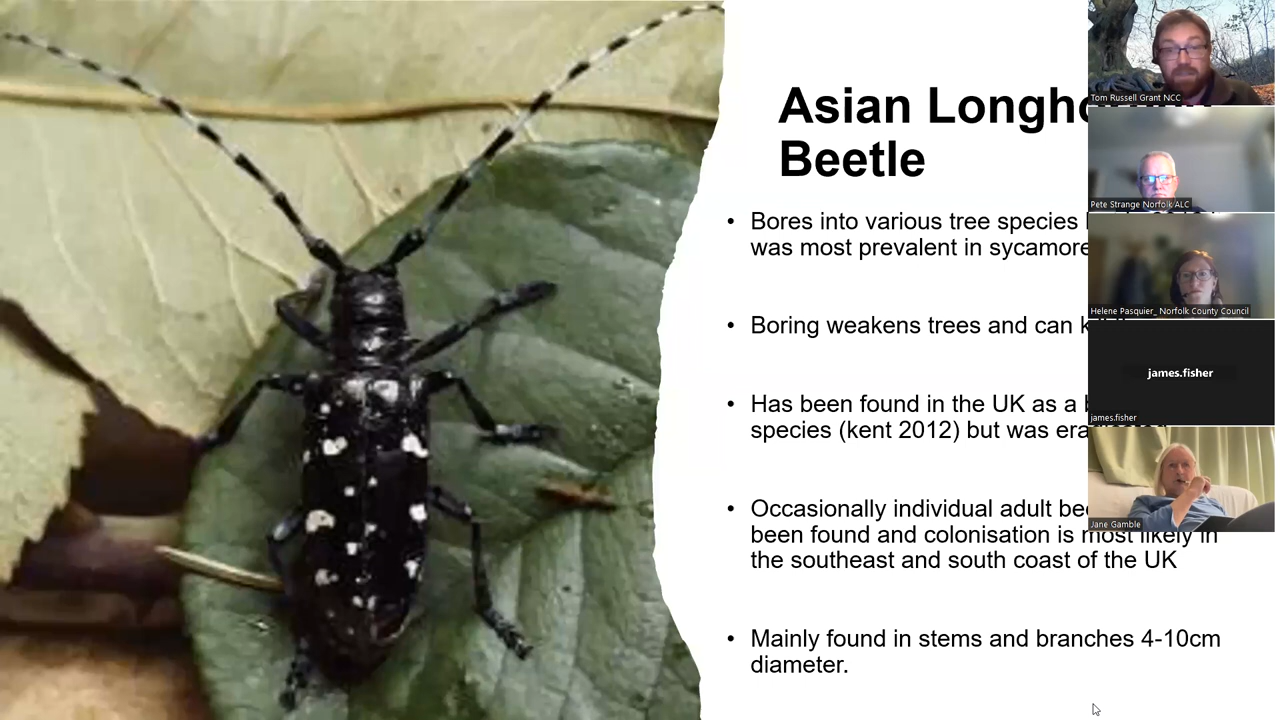 Asian Longho
Beetle
• Bores into various tree species
was most prevalent in sycamore
• Boring weakens trees and can k
• Has been found in the UK as a b
species (kent 2012) but was era
• Occasionally individual adult be
been found and colonisation is most likely in
the southeast and south coast of the UK
• Mainly found in stems and branches 4-10cm
diameter.
Tom Russell Grant NCC
Pete Strange Norfolk ALC
Helene Pasquier_ Norfolk County Council
james.fisher
james.fisher
Jane Gamble